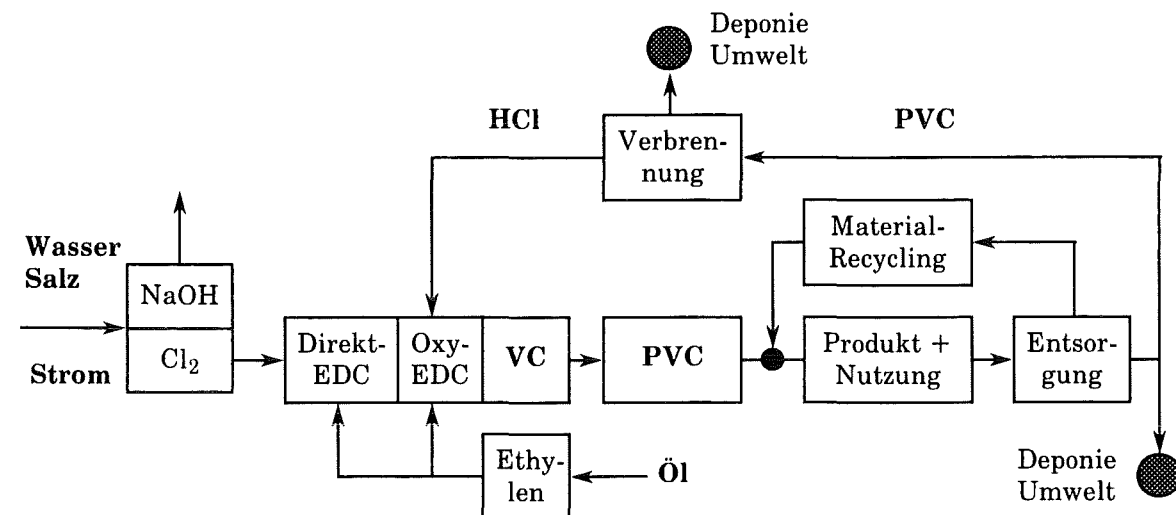 Deponie
Umwelt
HCl
PVC
Verbren-
nung
Wasser
Salz
Material-
Recycling
NaOH
Cl₂
Strom
Direkt-
EDC
Oxy-
EDC
VC
PVC
Produkt +
Nutzung
Entsor-
gung
Ethy-
len
Öl
Deponie
Umwelt